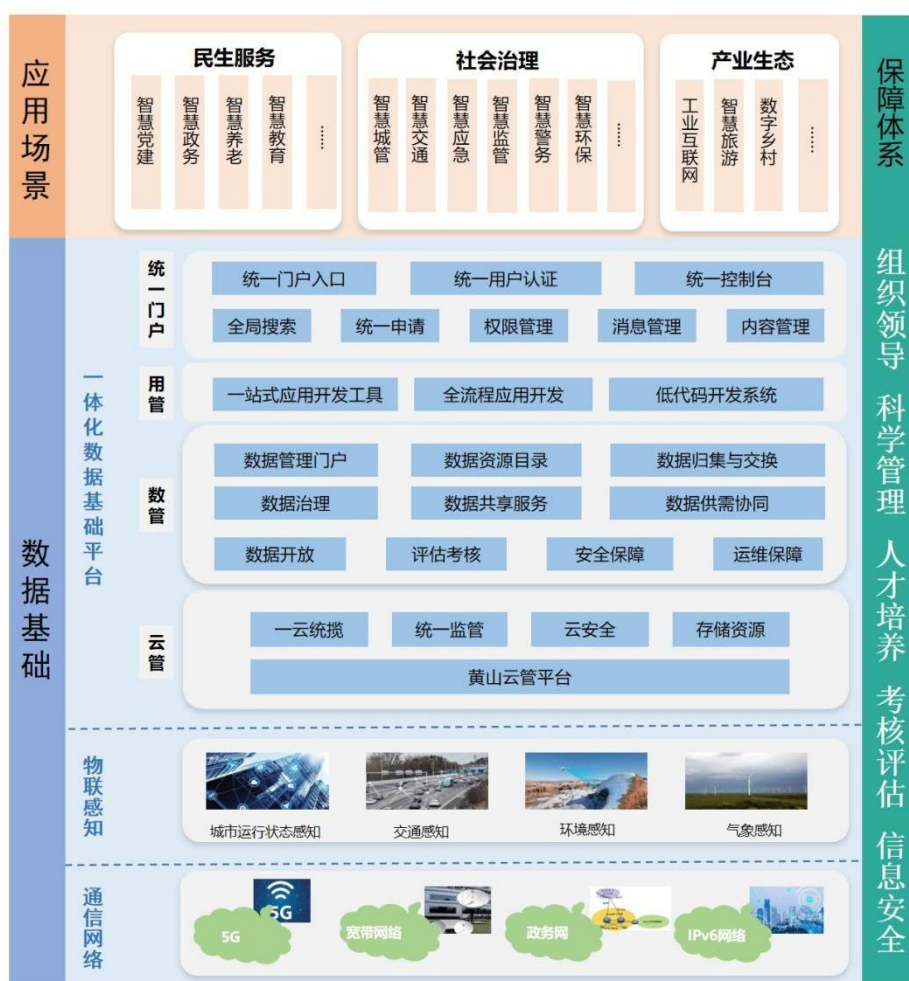 应用场景
民生服务
智慧党建
智慧政务
智慧养老
智慧教育
......
社会治理
智慧城管
智慧交通
智慧应急
智慧监管
智慧警务
智慧环保
......
产业生态
工业互联网
智慧旅游
数字乡村
......
保障体系
组织领导 科学管理 人才培养 考核评估 信息安全
数据基础
一体化数据基础平台
统一门户
统一门户入口 统一用户认证 统一控制台
全局搜索 统一申请 权限管理 消息管理 内容管理
用管
一站式应用开发工具 全流程应用开发 低代码开发系统
数管
数据管理门户 数据资源目录 数据归集与交换
数据治理 数据共享服务 数据供需协同
数据开放 评估考核 安全保障 运维保障
云管
一云统揽 统一监管 云安全 存储资源
黄山云管平台
物联感知
城市运行状态感知 交通感知 环境感知 气象感知
通信网络
5G
5G 宽带网络 政务网 IPv6网络